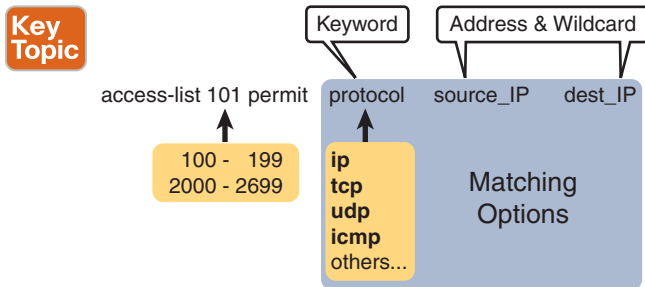 Key
Topic
Keyword
Address & Wildcard
access-list 101 permit protocol source_IP dest_IP
100 - 199
2000 - 2699
ip
tcp
udp
icmp
others...
Matching
Options